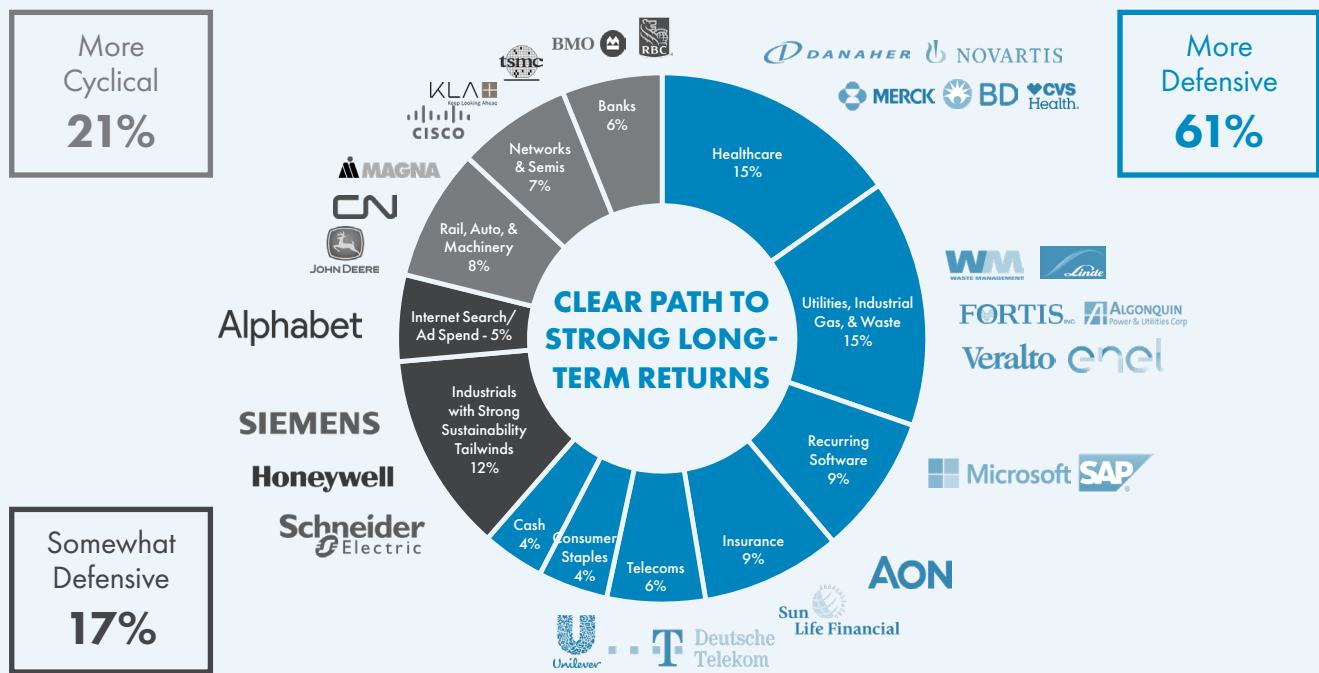 More
Cyclical
21%
BMO
RBC
tsmc
KLA
Keep Looking Ahead
CISCO
MAGNA
CN
JOHN DEERE
Alphabet
SIEMENS
Honeywell
Schneider
Electric
Somewhat
Defensive
17%
DANAHER
NOVARTIS
MERCK
BD
CVS
Health.
More
Defensive
61%
WM
WASTE MANAGEMENT
Linde
FORTIS INC.
ALGONQUIN
Power & Utilities Corp
Veralto
enel
Microsoft
SAP
AON
Sun
Life Financial
Unilever
T
Deutsche
Telekom
Banks
6%
Networks
& Semis
7%
Rail, Auto, &
Machinery
8%
Internet Search/
Ad Spend - 5%
Industrials
with Strong
Sustainability
Tailwinds
12%
Cash
4%
Consumer
Staples
4%
Telecoms
6%
Insurance
9%
Recurring
Software
9%
Utilities, Industrial
Gas, & Waste
15%
Healthcare
15%
CLEAR PATH TO
STRONG LONG-
TERM RETURNS